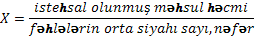 X = istehsal olunmuş məhsul həcmi
fəhlələrin orta siyahı sayı,nəfər